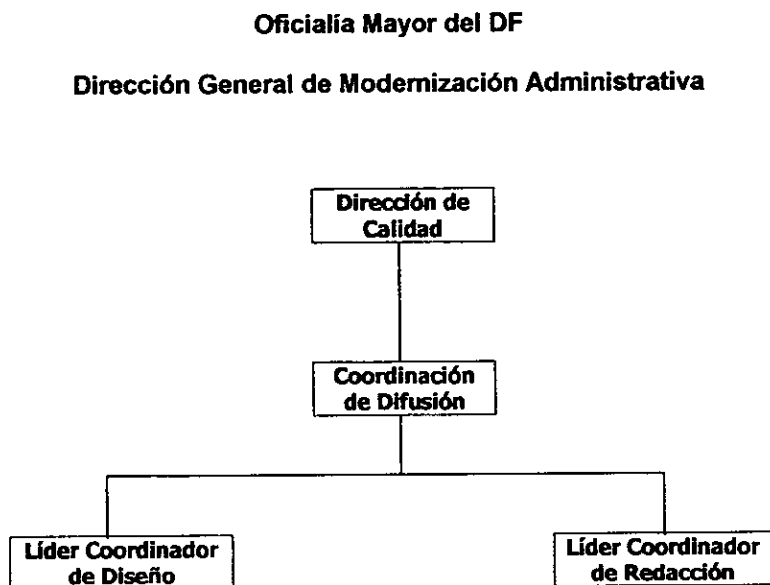 Oficialía Mayor del DF
Dirección General de Modernización Administrativa
Dirección de
Calidad
Coordinación
de Difusión
Líder Coordinador
de Diseño
Líder Coordinador
de Redacción